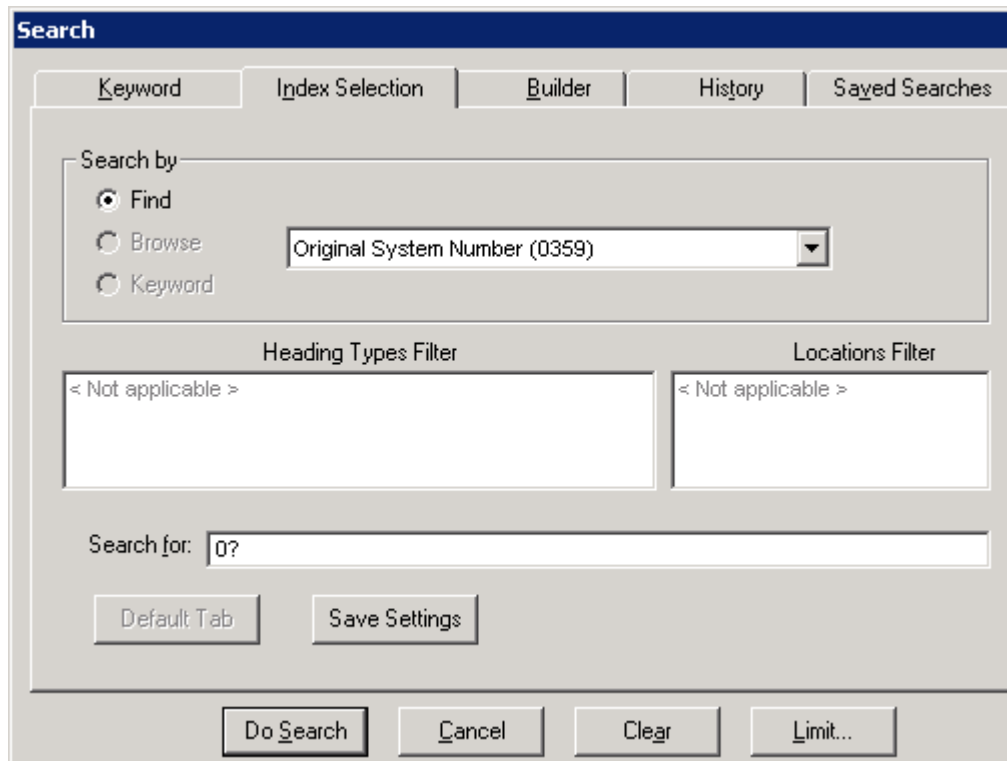 Search
Keyword Index Selection Builder History Saved Searches
Search by
Find
Browse
Original System Number (0359)
Keyword
Heading Types Filter Locations Filter
< Not applicable > < Not applicable >
Search for: 0?
Default Tab Save Settings
Do Search Cancel Clear Limit...